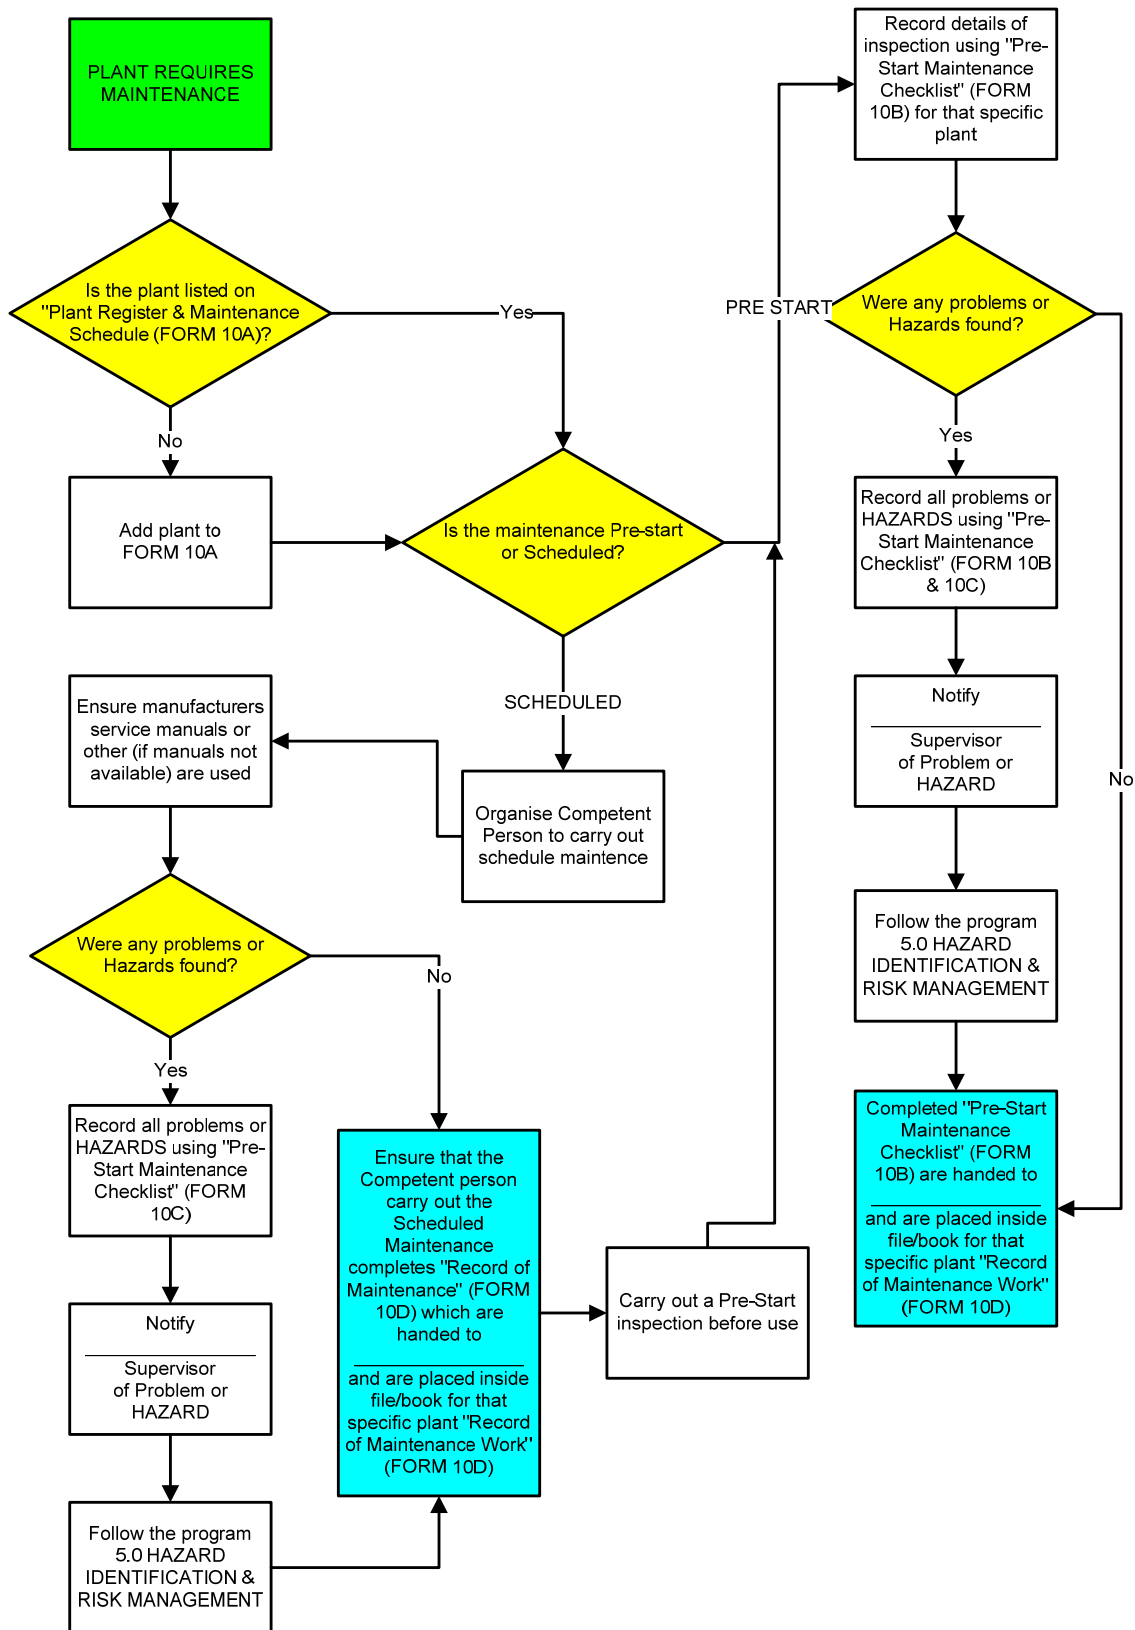 PLANT REQUIRES
MAINTENANCE
Is the plant listed on
"Plant Register & Maintenance
Schedule (FORM 10A)?
Yes
No
Add plant to
FORM 10A
Is the maintenance Pre-start
or Scheduled?
PRE START
SCHEDULED
Organise Competent
Person to carry out
schedule maintence
Ensure manufacturers
service manuals or
other (if manuals not
available) are used
Were any problems or
Hazards found?
No
Yes
Record all problems or
HAZARDS using "Pre-
Start Maintenance
Checklist" (FORM
10C)
Notify
Supervisor
of Problem or
HAZARD
Follow the program
5.0 HAZARD
IDENTIFICATION &
RISK MANAGEMENT
Ensure that the
Competent person
carry out the
Scheduled
Maintenance
completes "Record of
Maintenance" (FORM
10D) which are
handed to
and are placed inside
file/book for that
specific plant "Record
of Maintenance Work"
(FORM 10D)
Carry out a Pre-Start
inspection before use
Record details of
inspection using "Pre-
Start Maintenance
Checklist" (FORM
10B) for that specific
plant
Were any problems or
Hazards found?
Yes
No
Record all problems or
HAZARDS using "Pre-
Start Maintenance
Checklist" (FORM 10B
& 10C)
Notify
Supervisor
of Problem or
HAZARD
Follow the program
5.0 HAZARD
IDENTIFICATION &
RISK MANAGEMENT
Completed "Pre-Start
Maintenance
Checklist" (FORM
10B) are handed to
and are placed inside
file/book for that
specific plant "Record
of Maintenance Work"
(FORM 10D)